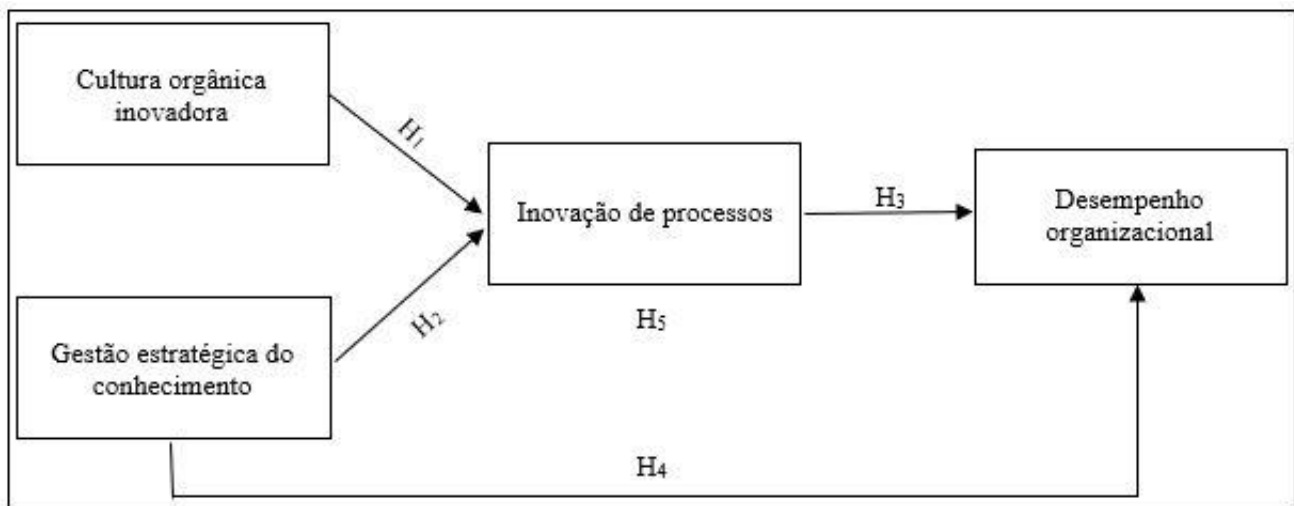 Cultura orgânica
inovadora
H₁
Inovação de processos
H₃
Desempenho
organizacional
H₂
H₅
Gestão estratégica do
conhecimento
H₄